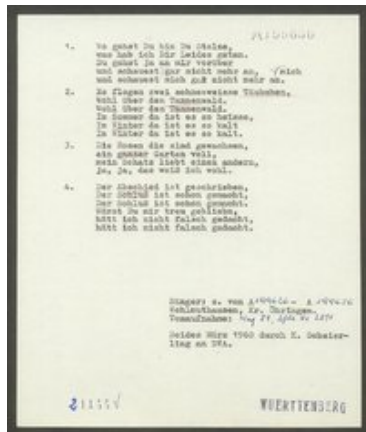 1. Wo gehst Du hin Du Stolze,
was hab ich Dir Leides getan.
Du gehst ja an mir vorüber
und schauest gar nicht mehr an, mich
und schauest mich gar nicht mehr an.
2. Es flogen zwei schneeweisse Täubchen,
Wohl über den Tannenwald.
Wohl über den Tannenwald.
Im Sommer da ist es so heiss,
Im Winter da ist es so kalt
Im Winter da ist es so kalt.
3. Die Rosen die sind gewachsen,
ein ganzer Garten voll,
mein Schatz liebt einen andern,
Ja, ja, das weiß ich wohl.
4. Der Abschied ist geschrieben,
Der Schluß ist schon gemacht,
Der Schluß ist schon gemacht.
Wärst Du mir treu geblieben,
hätt ich nicht falsch gedacht,
hätt ich nicht falsch gedacht.
Sänger: s. von A - A
Kr. Öhringen.
Tonaufnahme:
Beides März 1960 durch K. Scheier-
ling an DVA.
WUERTTEMBERG